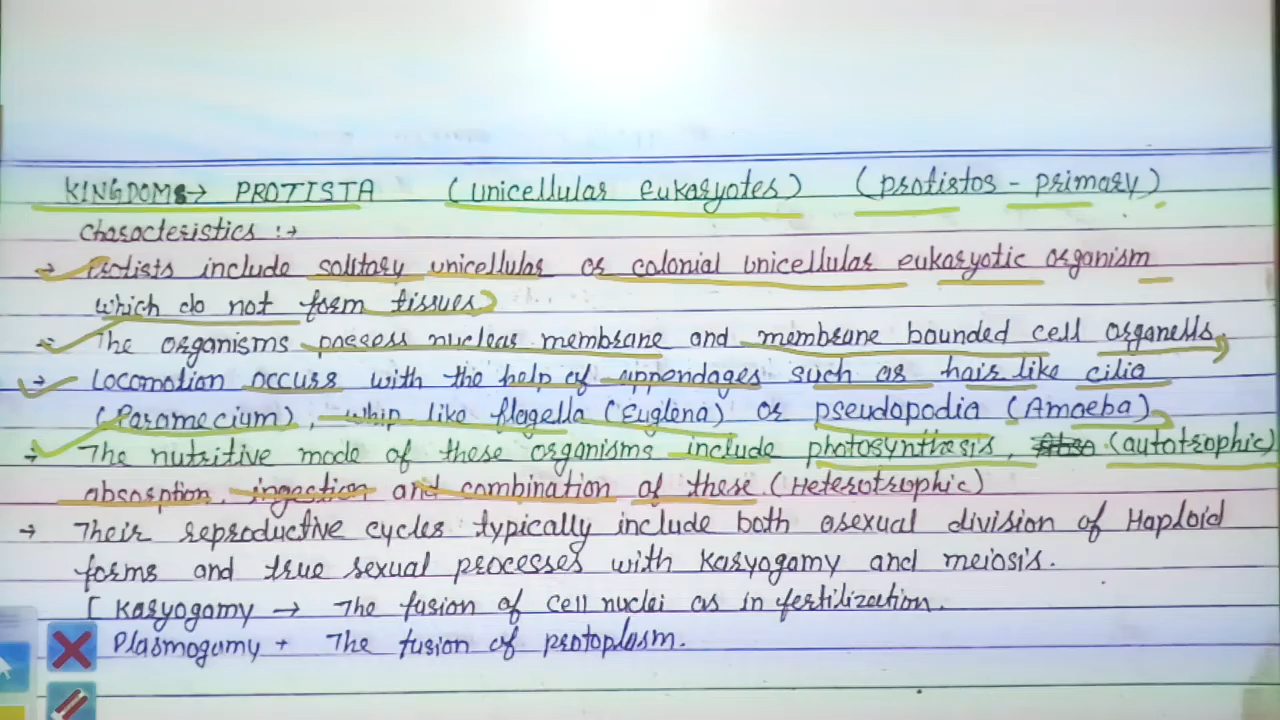 KINGDOMS→ PROTISTA (unicellular eukaryotes) (protistos - primary)
Characteristics :→
→ Protists include solitary unicellular or colonial unicellular eukaryotic organism
which do not form tissues
→ The organisms possess nuclear membrane and membrane bounded cell organells,
→ Locomotion occurs with the help of appendages such as hair like cilia
(Paramecium), whip like flagella (Euglena) or pseudopodia (Amoeba)
→ The nutritive mode of these organisms include photosynthesis, (autotrophic)
absorption, ingestion and combination of these (Heterotrophic)
→ Their reproductive cycles typically include both asexual division of Haploid
forms and true sexual processes with Karyogamy and meiosis.
[ Karyogamy → The fusion of cell nuclei as in fertilization.
Plasmogamy → The fusion of protoplasm.